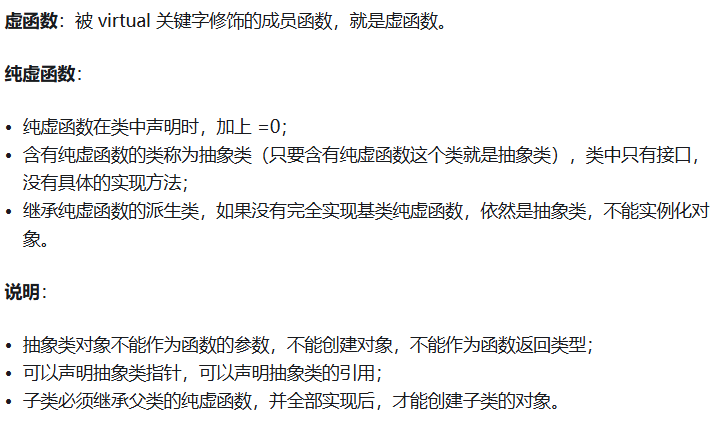 虚函数：被 virtual 关键字修饰的成员函数，就是虚函数。
纯虚函数：
• 纯虚函数在类中声明时，加上 =0；
• 含有纯虚函数的类称为抽象类（只要含有纯虚函数这个类就是抽象类），类中只有接口，
没有具体的实现方法；
• 继承纯虚函数的派生类，如果没有完全实现基类纯虚函数，依然是抽象类，不能实例化对
象。
说明：
• 抽象类对象不能作为函数的参数，不能创建对象，不能作为函数返回类型；
• 可以声明抽象类指针，可以声明抽象类的引用；
• 子类必须继承父类的纯虚函数，并全部实现后，才能创建子类的对象。